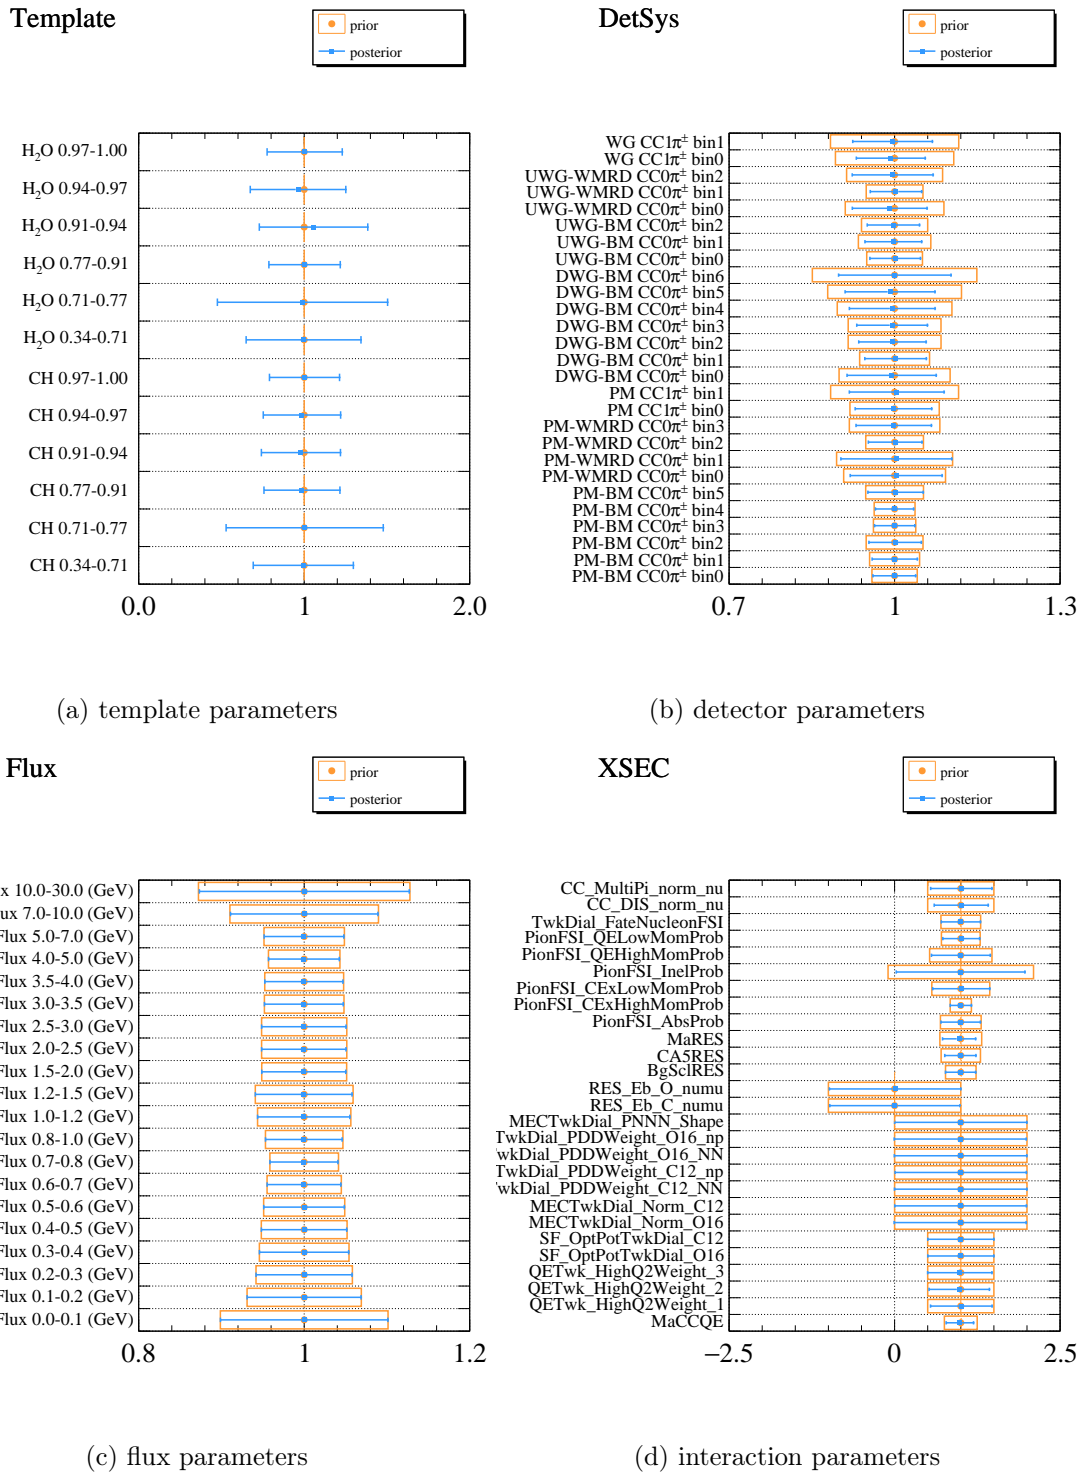 Template
prior
posterior
H₂O 0.97-1.00
H₂O 0.94-0.97
H₂O 0.91-0.94
H₂O 0.77-0.91
H₂O 0.71-0.77
H₂O 0.34-0.71
CH 0.97-1.00
CH 0.94-0.97
CH 0.91-0.94
CH 0.77-0.91
CH 0.71-0.77
CH 0.34-0.71
0.0 1 2.0
(a) template parameters
DetSys
prior
posterior
WG CC1π± bin1
WG CC1π± bin0
UWG-WMRD CC0π± bin2
UWG-WMRD CC0π± bin1
UWG-WMRD CC0π± bin0
UWG-BM CC0π± bin2
UWG-BM CC0π± bin1
UWG-BM CC0π± bin0
DWG-BM CC0π± bin6
DWG-BM CC0π± bin5
DWG-BM CC0π± bin4
DWG-BM CC0π± bin3
DWG-BM CC0π± bin2
DWG-BM CC0π± bin1
DWG-BM CC0π± bin0
PM CC1π± bin1
PM CC1π± bin0
PM-WMRD CC0π± bin3
PM-WMRD CC0π± bin2
PM-WMRD CC0π± bin1
PM-WMRD CC0π± bin0
PM-BM CC0π± bin5
PM-BM CC0π± bin4
PM-BM CC0π± bin3
PM-BM CC0π± bin2
PM-BM CC0π± bin1
PM-BM CC0π± bin0
0.7 1 1.3
(b) detector parameters
Flux
prior
posterior
x 10.0-30.0 (GeV)
lux 7.0-10.0 (GeV)
Flux 5.0-7.0 (GeV)
Flux 4.0-5.0 (GeV)
Flux 3.5-4.0 (GeV)
Flux 3.0-3.5 (GeV)
Flux 2.5-3.0 (GeV)
Flux 2.0-2.5 (GeV)
Flux 1.5-2.0 (GeV)
Flux 1.2-1.5 (GeV)
Flux 1.0-1.2 (GeV)
Flux 0.8-1.0 (GeV)
Flux 0.7-0.8 (GeV)
Flux 0.6-0.7 (GeV)
Flux 0.5-0.6 (GeV)
Flux 0.4-0.5 (GeV)
Flux 0.3-0.4 (GeV)
Flux 0.2-0.3 (GeV)
Flux 0.1-0.2 (GeV)
Flux 0.0-0.1 (GeV)
0.8 1 1.2
(c) flux parameters
XSEC
prior
posterior
CC_MultiPi_norm_nu
CC_DIS_norm_nu
TwkDial_FateNucleonFSI
PionFSI_QELowMomProb
PionFSI_QEHighMomProb
PionFSI_InelProb
PionFSI_CExLowMomProb
PionFSI_CExHighMomProb
PionFSI_AbsProb
MaRES
CA5RES
BgSclRES
RES_Eb_O_numu
RES_Eb_C_numu
MECTwkDial_PNNN_Shape
TwkDial_PDDWeight_O16_np
wkDial_PDDWeight_O16_NN
TwkDial_PDDWeight_C12_np
wkDial_PDDWeight_C12_NN
MECTwkDial_Norm_C12
MECTwkDial_Norm_O16
SF_OptPotTwkDial_C12
SF_OptPotTwkDial_O16
QETwk_HighQ2Weight_3
QETwk_HighQ2Weight_2
QETwk_HighQ2Weight_1
MaCCQE
−2.5 0 2.5
(d) interaction parameters